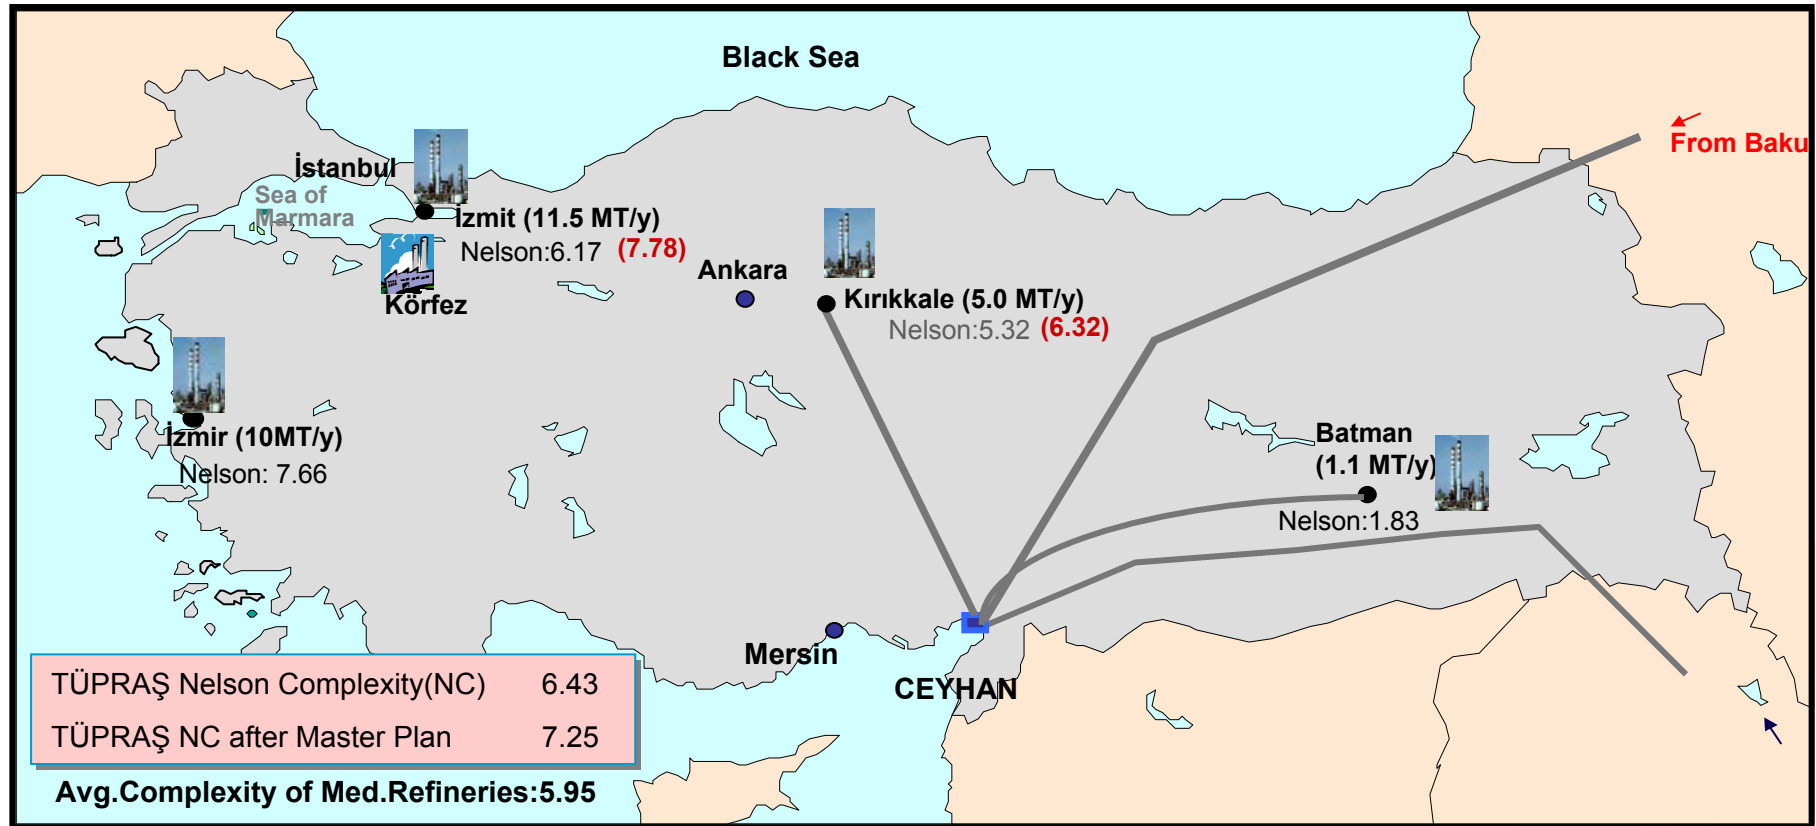 Black Sea
From Baku
İstanbul
Sea of
Marmara
İzmit (11.5 MT/y)
Nelson:6.17 (7.78)
Körfez
Ankara
Kırıkkale (5.0 MT/y)
Nelson:5.32 (6.32)
İzmir (10MT/y)
Nelson: 7.66
Batman
(1.1 MT/y)
Nelson:1.83
Mersin
CEYHAN
TÜPRAŞ Nelson Complexity(NC) 6.43
TÜPRAŞ NC after Master Plan 7.25
Avg.Complexity of Med.Refineries:5.95